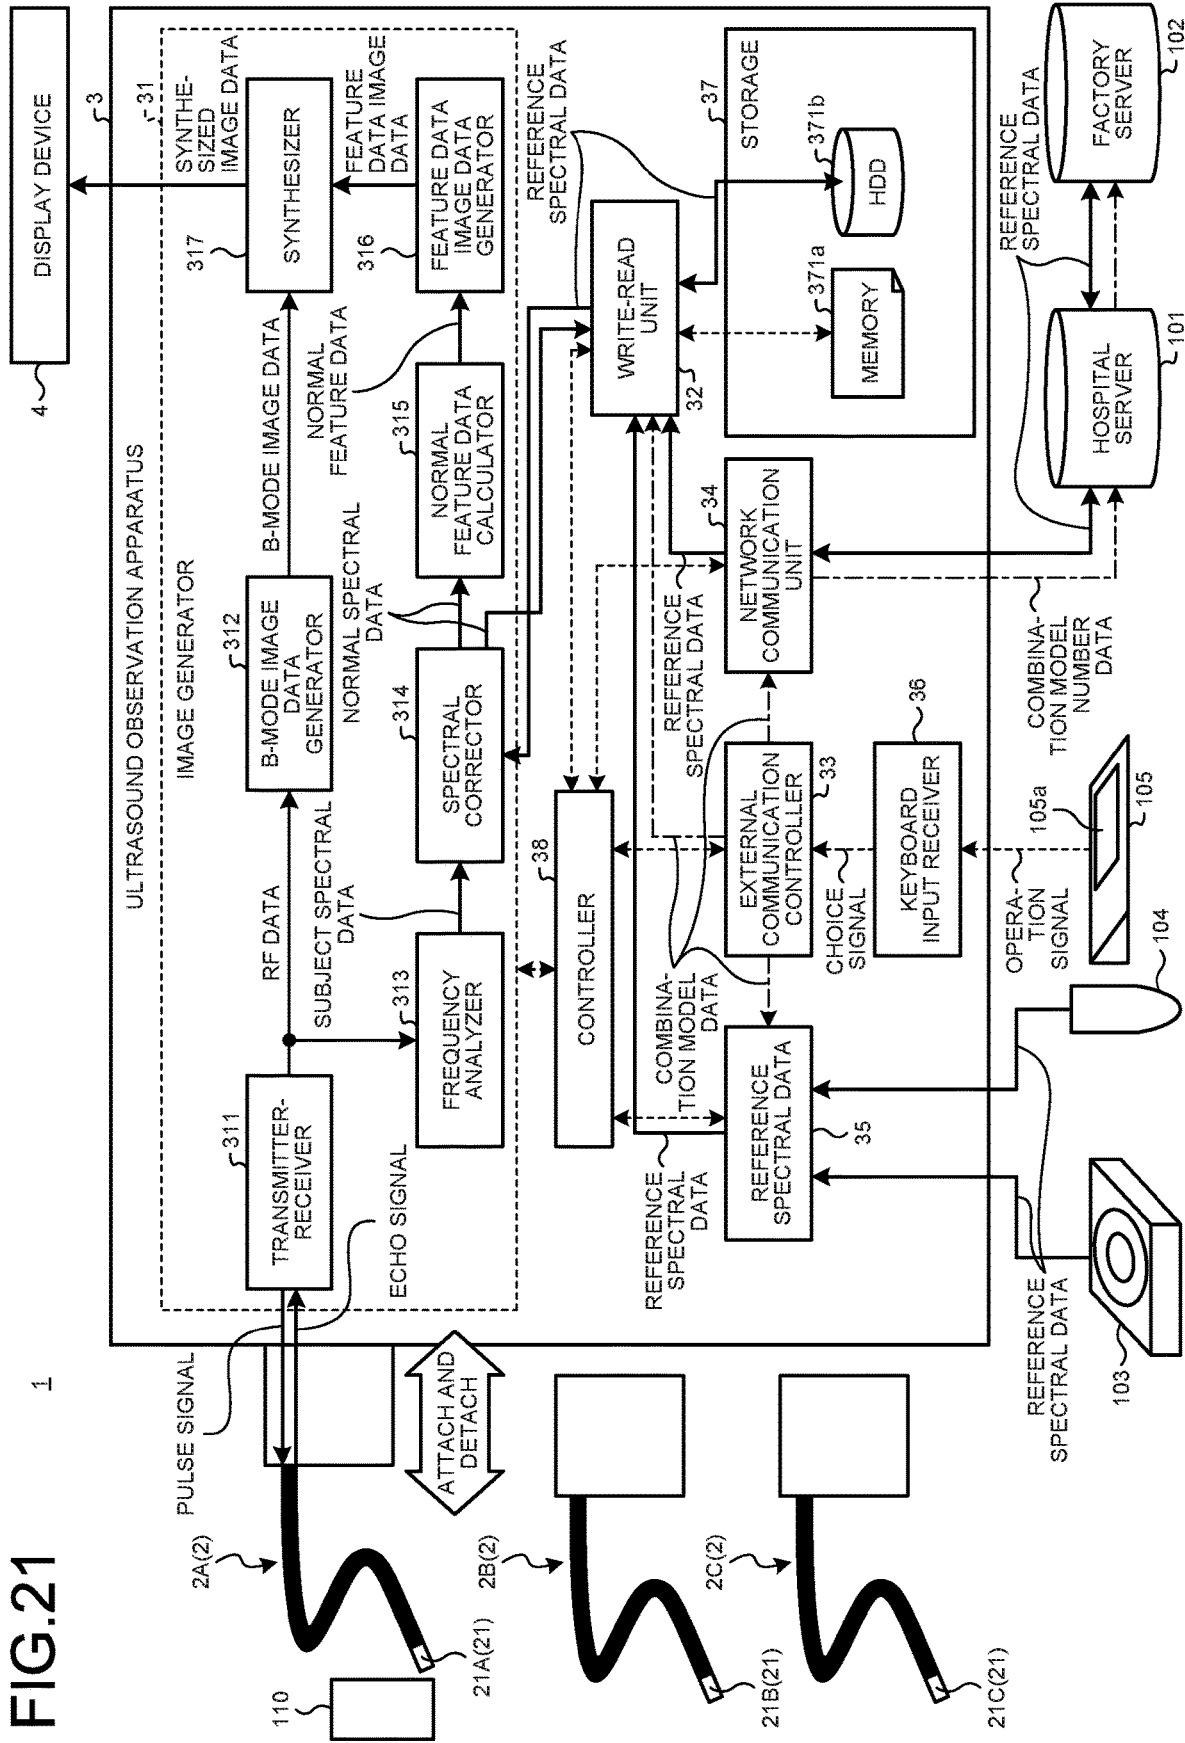 FIG.21
1
DISPLAY DEVICE
4
3
ULTRASOUND OBSERVATION APPARATUS
31
IMAGE GENERATOR
SYNTHE-
SIZED
IMAGE DATA
SYNTHESIZER
317
FEATURE
DATA IMAGE
DATA
FEATURE DATA
IMAGE DATA
GENERATOR
316
B-MODE IMAGE DATA
NORMAL
FEATURE DATA
B-MODE IMAGE
DATA
GENERATOR
312
NORMAL
FEATURE DATA
CALCULATOR
315
NORMAL SPECTRAL
DATA
SPECTRAL
CORRECTOR
314
RF DATA
SUBJECT SPECTRAL
DATA
FREQUENCY
ANALYZER
313
TRANSMITTER-
RECEIVER
311
PULSE SIGNAL
ECHO SIGNAL
ATTACH AND
DETACH
2A(2)
21A(21)
110
2B(2)
21B(21)
2C(2)
21C(21)
REFERENCE
SPECTRAL DATA
WRITE-READ
UNIT
32
37
STORAGE
HDD
371b
MEMORY
371a
CONTROLLER
38
REFERENCE
SPECTRAL DATA
NETWORK
COMMUNICATION
UNIT
34
EXTERNAL
COMMUNICATION
CONTROLLER
33
COMBINA-
TION MODEL
DATA
REFERENCE
SPECTRAL DATA
35
REFERENCE
SPECTRAL
DATA
CHOICE
SIGNAL
KEYBOARD
INPUT RECEIVER
36
OPERA-
TION
SIGNAL
105a
105
104
103
REFERENCE
SPECTRAL DATA
COMBINA-
TION MODEL
NUMBER
DATA
HOSPITAL
SERVER
101
REFERENCE
SPECTRAL DATA
FACTORY
SERVER
102